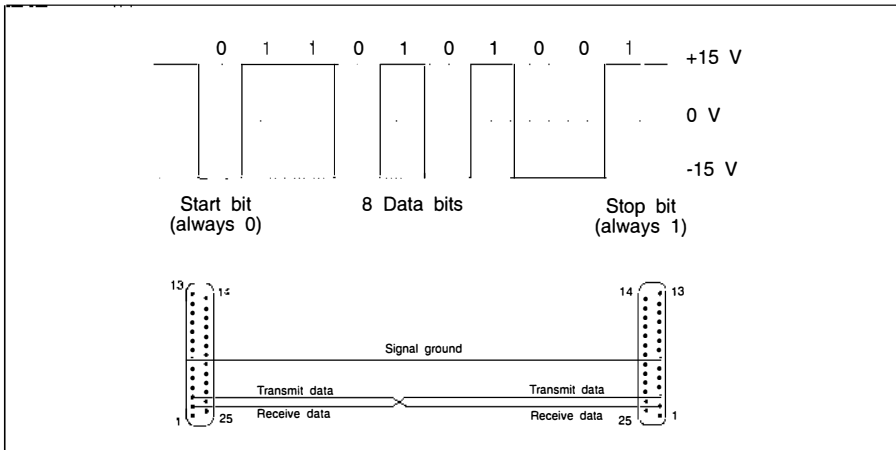 0 1 1 0 1 0 1 0 0 1
+15 V
0 V
-15 V
Start bit
(always 0)
8 Data bits
Stop bit
(always 1)
13 14
14 13
Signal ground
Transmit data Transmit data
Receive data Receive data
1 25
25 1